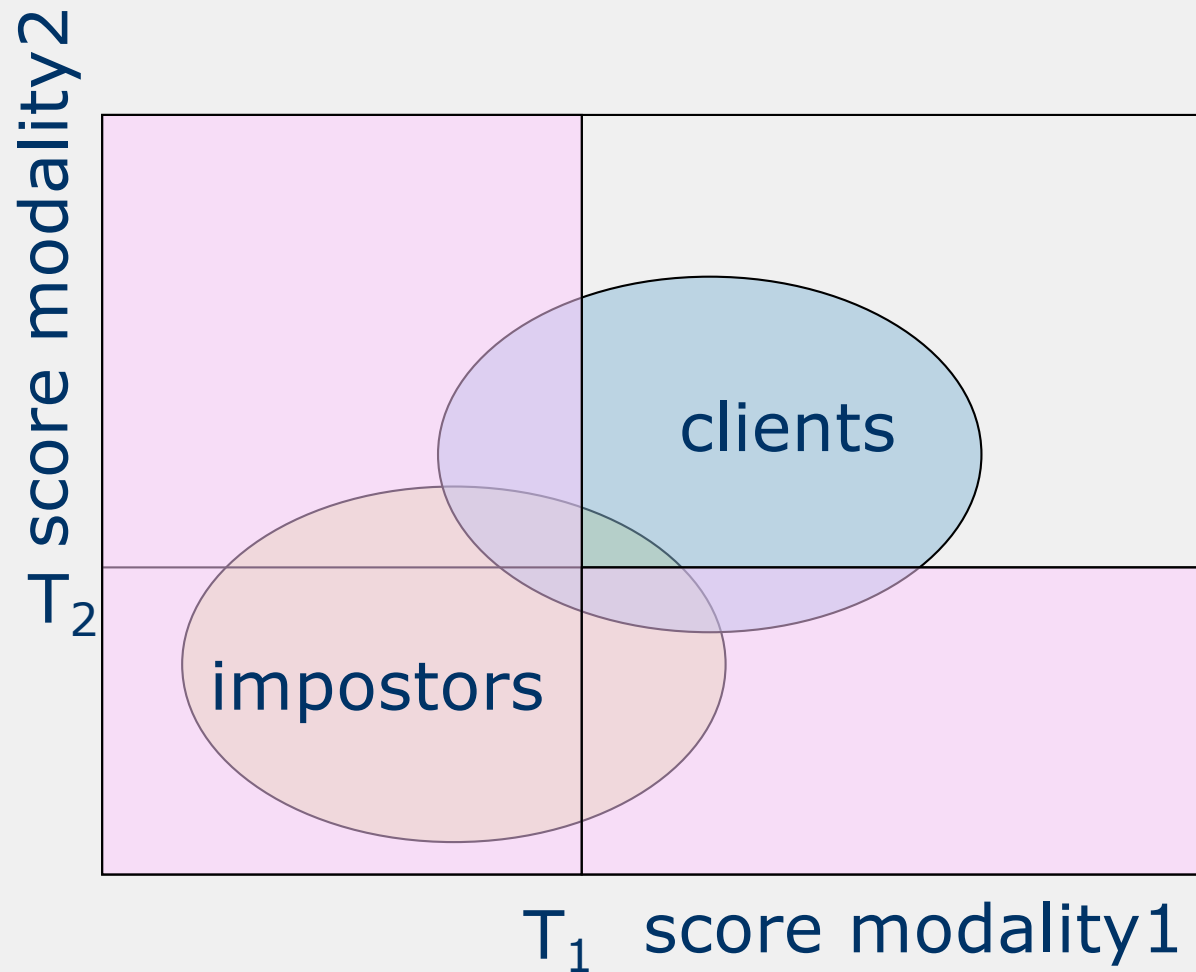 score modality2
clients
T₂
impostors
T₁
score modality1